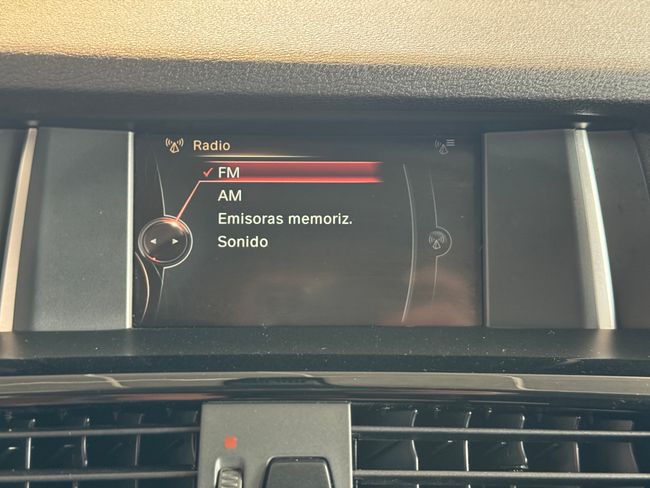 Radio
FM
AM
Emisoras memoriz.
Sonido